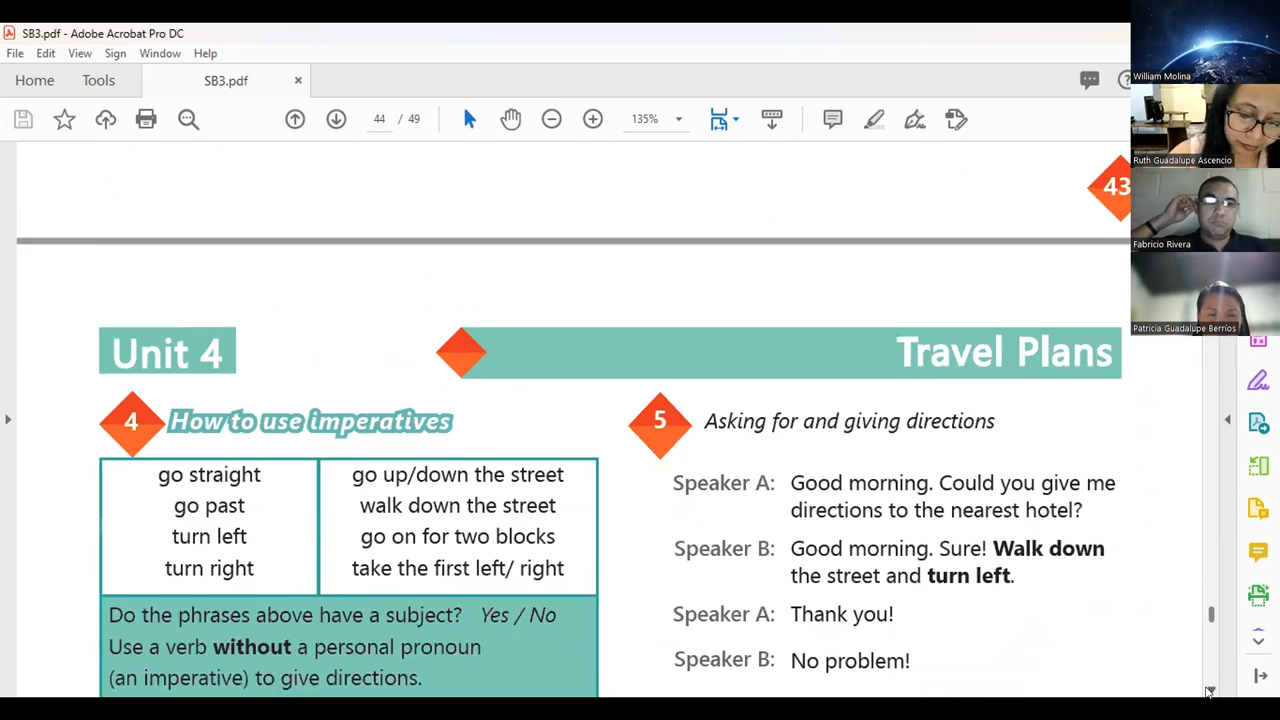 SB3.pdf - Adobe Acrobat Pro DC
File Edit View Sign Window Help
Home Tools SB3.pdf ×
44 / 49
135%
43
Unit 4
Travel Plans
4 How to use imperatives
go straight
go past
turn left
turn right
go up/down the street
walk down the street
go on for two blocks
take the first left/ right
Do the phrases above have a subject? Yes / No
Use a verb without a personal pronoun
(an imperative) to give directions.
5 Asking for and giving directions
Speaker A: Good morning. Could you give me
directions to the nearest hotel?
Speaker B: Good morning. Sure! Walk down
the street and turn left.
Speaker A: Thank you!
Speaker B: No problem!
William Molina
Ruth Guadalupe Ascencio
Fabricio Rivera
Patricia Guadalupe Berríos